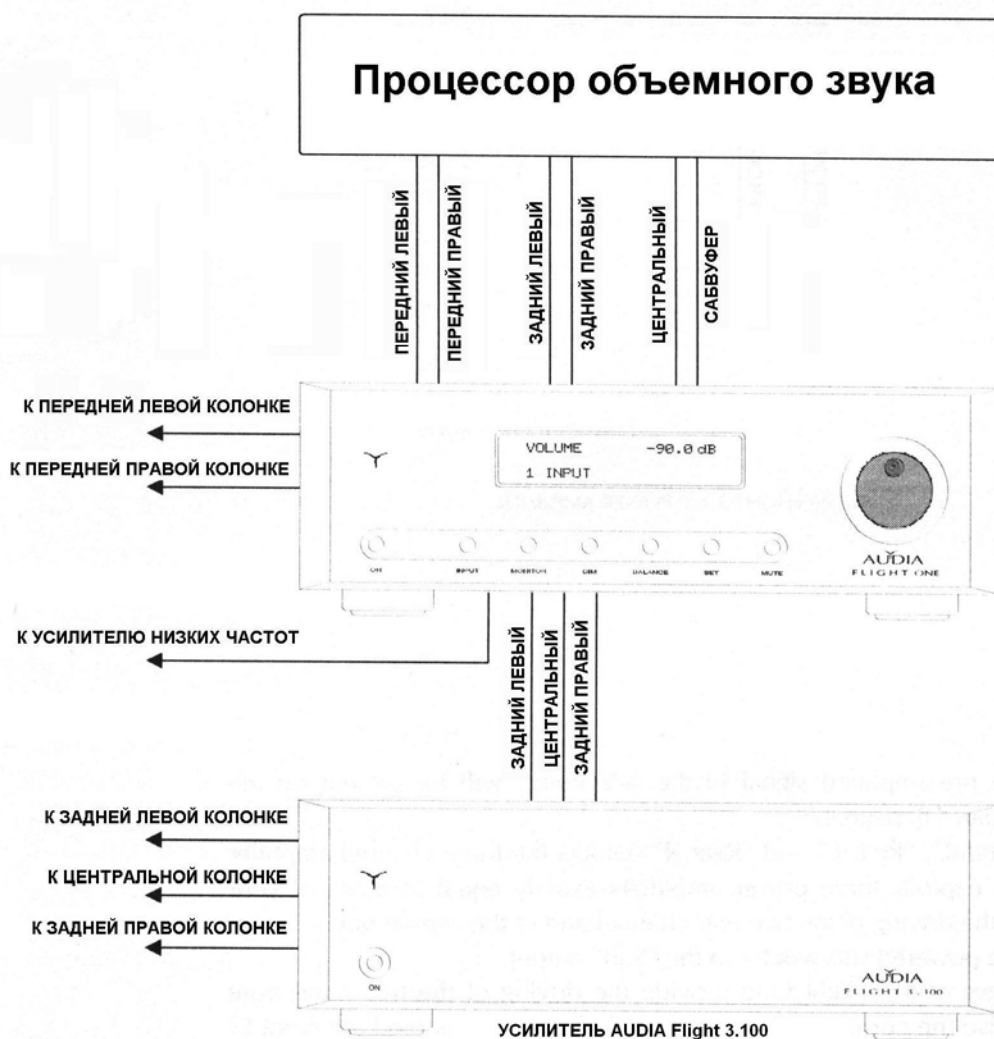 Процессор объемного звука
ПЕРЕДНИЙ ЛЕВЫЙ
ПЕРЕДНИЙ ПРАВЫЙ
ЗАДНИЙ ЛЕВЫЙ
ЗАДНИЙ ПРАВЫЙ
ЦЕНТРАЛЬНЫЙ
САБВУФЕР
К ПЕРЕДНЕЙ ЛЕВОЙ КОЛОНКЕ
К ПЕРЕДНЕЙ ПРАВОЙ КОЛОНКЕ
VOLUME -90.0 dB
1 INPUT
ON INPUT MONITOR DIM BALANCE SET MUTE
AUDIA
FLIGHT ONE
К УСИЛИТЕЛЮ НИЗКИХ ЧАСТОТ
ЗАДНИЙ ЛЕВЫЙ
ЦЕНТРАЛЬНЫЙ
ЗАДНИЙ ПРАВЫЙ
К ЗАДНЕЙ ЛЕВОЙ КОЛОНКЕ
К ЦЕНТРАЛЬНОЙ КОЛОНКЕ
К ЗАДНЕЙ ПРАВОЙ КОЛОНКЕ
ON
AUDIA
FLIGHT 3.100
УСИЛИТЕЛЬ AUDIA Flight 3.100